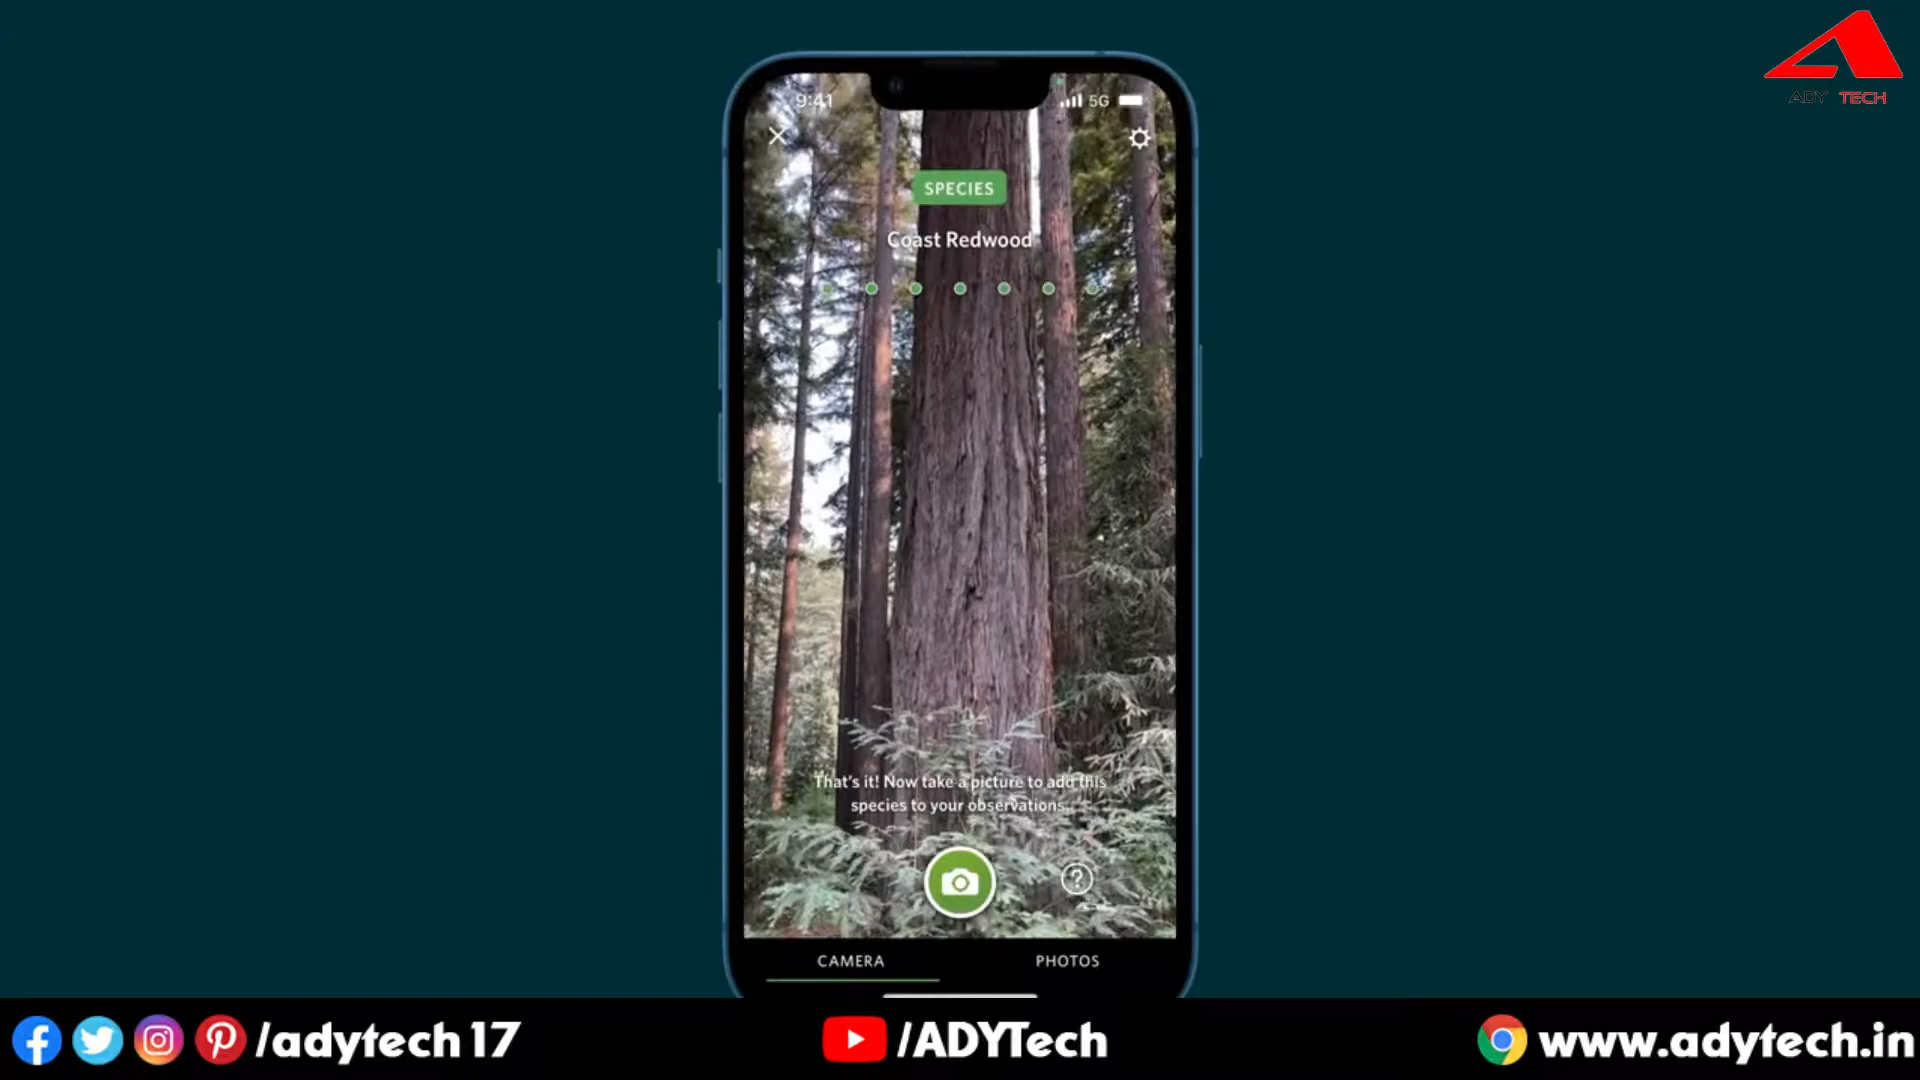 ADY TECH
9:41
5G
SPECIES
Coast Redwood
That's it! Now take a picture to add this
species to your observations.
?
CAMERA
PHOTOS
/adytech17
/ADYTech
www.adytech.in